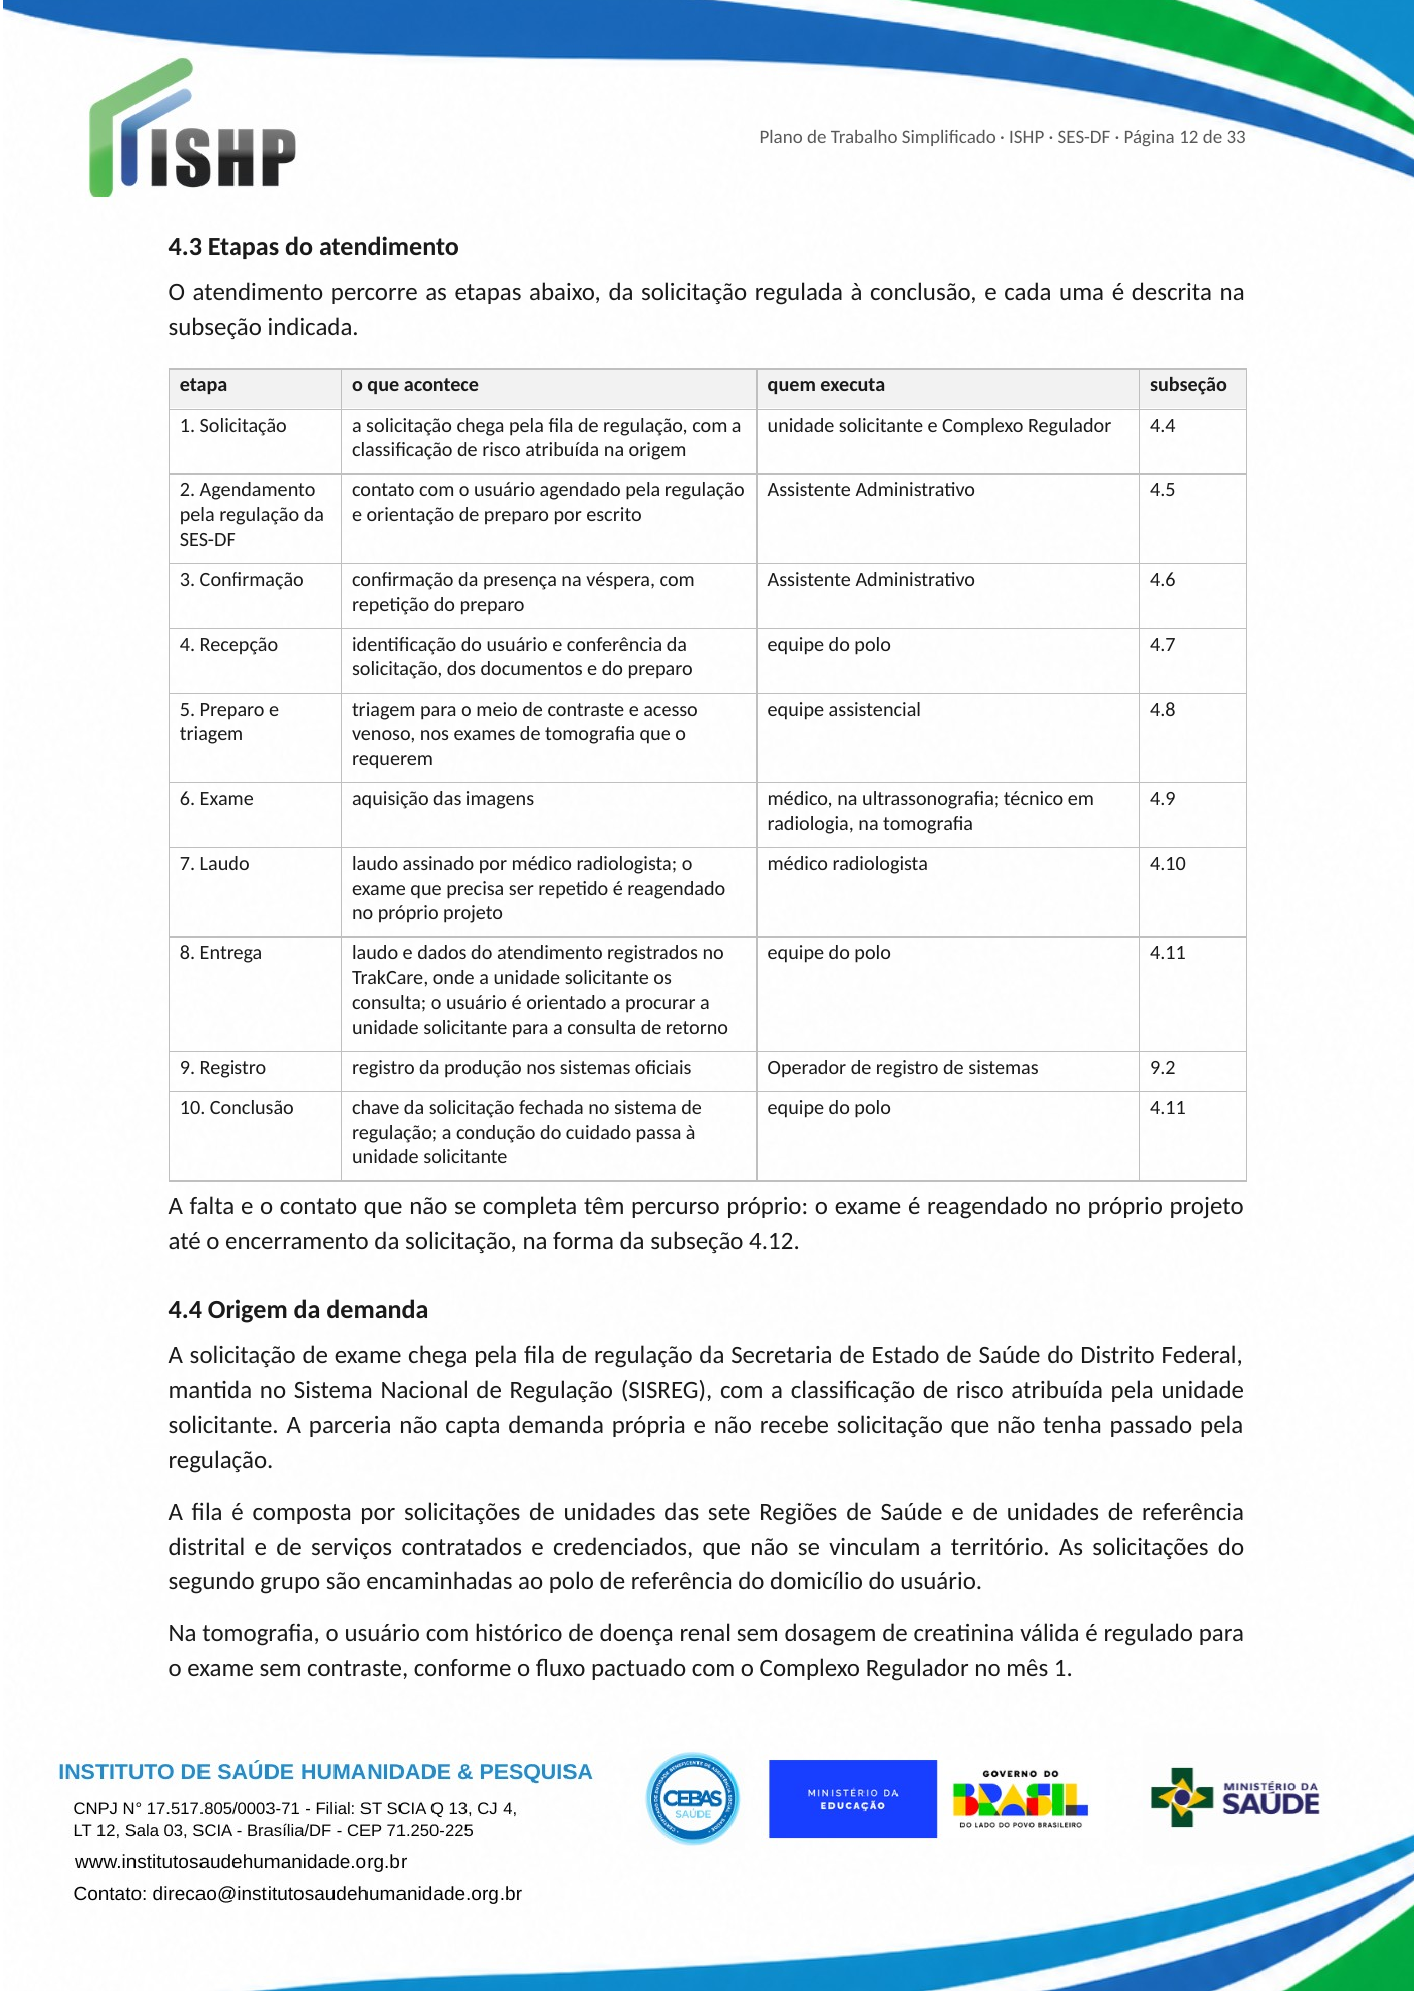 ISHP
Plano de Trabalho Simplificado · ISHP · SES-DF · Página 12 de 33
4.3 Etapas do atendimento
O atendimento percorre as etapas abaixo, da solicitação regulada à conclusão, e cada uma é descrita na
subseção indicada.
etapa o que acontece quem executa subseção
1. Solicitação a solicitação chega pela fila de regulação, com a unidade solicitante e Complexo Regulador 4.4
classificação de risco atribuída na origem
2. Agendamento contato com o usuário agendado pela regulação Assistente Administrativo 4.5
pela regulação da e orientação de preparo por escrito
SES-DF
3. Confirmação confirmação da presença na véspera, com Assistente Administrativo 4.6
repetição do preparo
4. Recepção identificação do usuário e conferência da equipe do polo 4.7
solicitação, dos documentos e do preparo
5. Preparo e triagem para o meio de contraste e acesso equipe assistencial 4.8
triagem venoso, nos exames de tomografia que o
requerem
6. Exame aquisição das imagens médico, na ultrassonografia; técnico em 4.9
radiologia, na tomografia
7. Laudo laudo assinado por médico radiologista; o médico radiologista 4.10
exame que precisa ser repetido é reagendado
no próprio projeto
8. Entrega laudo e dados do atendimento registrados no equipe do polo 4.11
TrakCare, onde a unidade solicitante os
consulta; o usuário é orientado a procurar a
unidade solicitante para a consulta de retorno
9. Registro registro da produção nos sistemas oficiais Operador de registro de sistemas 9.2
10. Conclusão chave da solicitação fechada no sistema de equipe do polo 4.11
regulação; a condução do cuidado passa à
unidade solicitante
A falta e o contato que não se completa têm percurso próprio: o exame é reagendado no próprio projeto
até o encerramento da solicitação, na forma da subseção 4.12.
4.4 Origem da demanda
A solicitação de exame chega pela fila de regulação da Secretaria de Estado de Saúde do Distrito Federal,
mantida no Sistema Nacional de Regulação (SISREG), com a classificação de risco atribuída pela unidade
solicitante. A parceria não capta demanda própria e não recebe solicitação que não tenha passado pela
regulação.
A fila é composta por solicitações de unidades das sete Regiões de Saúde e de unidades de referência
distrital e de serviços contratados e credenciados, que não se vinculam a território. As solicitações do
segundo grupo são encaminhadas ao polo de referência do domicílio do usuário.
Na tomografia, o usuário com histórico de doença renal sem dosagem de creatinina válida é regulado para
o exame sem contraste, conforme o fluxo pactuado com o Complexo Regulador no mês 1.
INSTITUTO DE SAÚDE HUMANIDADE & PESQUISA
CNPJ N° 17.517.805/0003-71 - Filial: ST SCIA Q 13, CJ 4,
LT 12, Sala 03, SCIA - Brasília/DF - CEP 71.250-225
www.institutosaudehumanidade.org.br
Contato: direcao@institutosaudehumanidade.org.br
CEBAS
SAÚDE
MINISTÉRIO DA
EDUCAÇÃO
GOVERNO DO
BRASIL
DO LADO DO POVO BRASILEIRO
MINISTÉRIO DA
SAÚDE